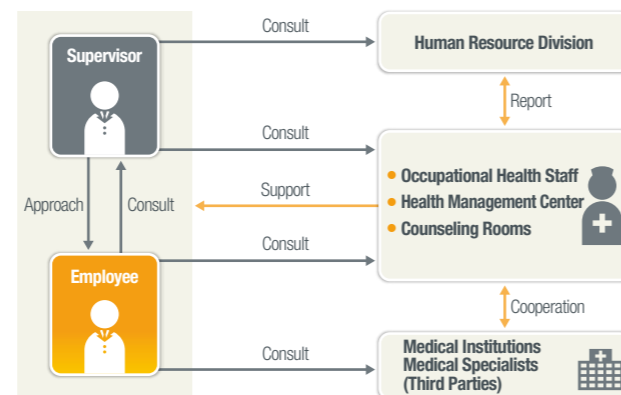 Consult
Supervisor
Human Resource Division
Report
Consult
Occupational Health Staff
Health Management Center
Counseling Rooms
Support
Approach
Consult
Consult
Employee
Cooperation
Consult
Medical Institutions
Medical Specialists
(Third Parties)